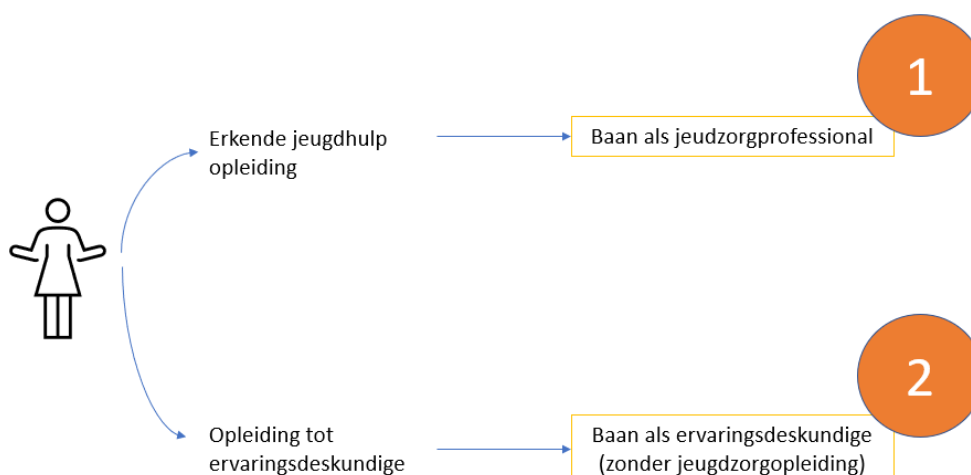 1
Erkende jeugdhulp
opleiding
Baan als jeudzorgprofessional
2
Opleiding tot
ervaringsdeskundige
Baan als ervaringsdeskundige
(zonder jeugdzorgopleiding)